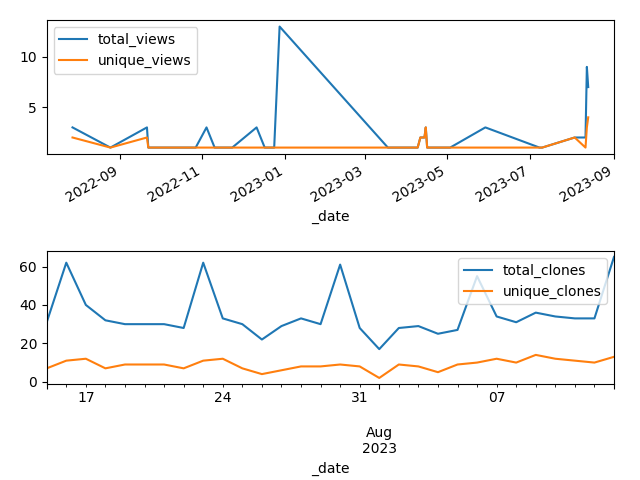 total_views
unique_views
10
5
2022-09
2022-11
2023-01
2023-03
2023-05
2023-07
2023-09
_date
total_clones
unique_clones
60
40
20
0
17
24
31
07
Aug
2023
_date